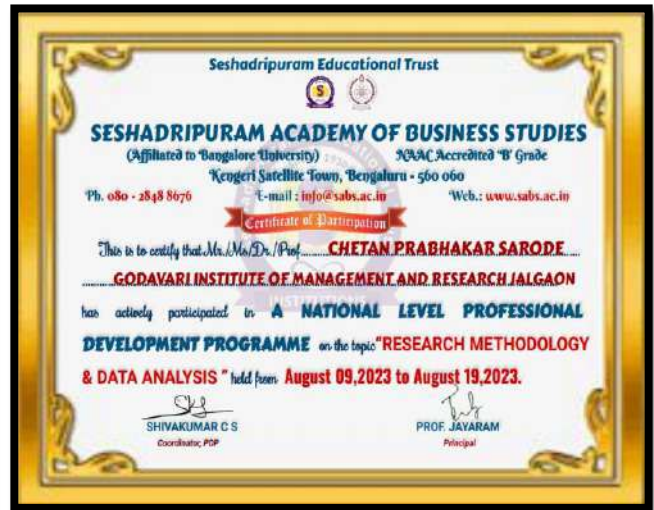 Seshadripuram Educational Trust
S
SESHADRIPURAM ACADEMY OF BUSINESS STUDIES
(Affiliated to Bangalore University) NAAC Accredited 'B' Grade
Kengeri Satellite Town, Bengaluru - 560 060
Ph. 080 - 2848 8676 E-mail : info@sabs.ac.in Web.: www.sabs.ac.in
Certificate of Participation
This is to certify that Mr./Ms/Dr./Prof......... CHETAN PRABHAKAR SARODE
GODAVARI INSTITUTE OF MANAGEMENT AND RESEARCH JALGAON
has actively participated in A NATIONAL LEVEL PROFESSIONAL
DEVELOPMENT PROGRAMME on the topic "RESEARCH METHODOLOGY
& DATA ANALYSIS " held from August 09,2023 to August 19,2023.
SHIVAKUMAR C S PROF. JAYARAM
Coordinator, PDP Principal
INSTITUTIONS